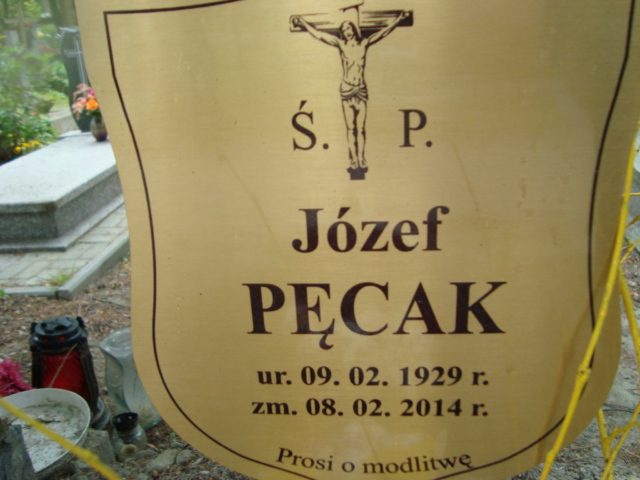 Ś. P.
Józef
PĘCAK
ur. 09. 02. 1929 r.
zm. 08. 02. 2014 r.
Prosi o modlitwę